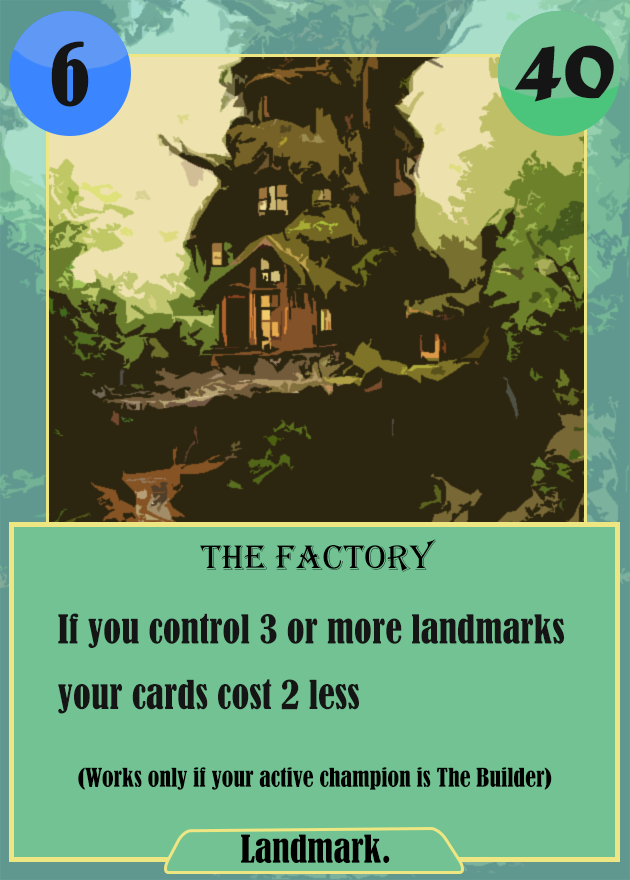 6
40
THE FACTORY
If you control 3 or more landmarks
your cards cost 2 less
(Works only if your active champion is The Builder)
Landmark.